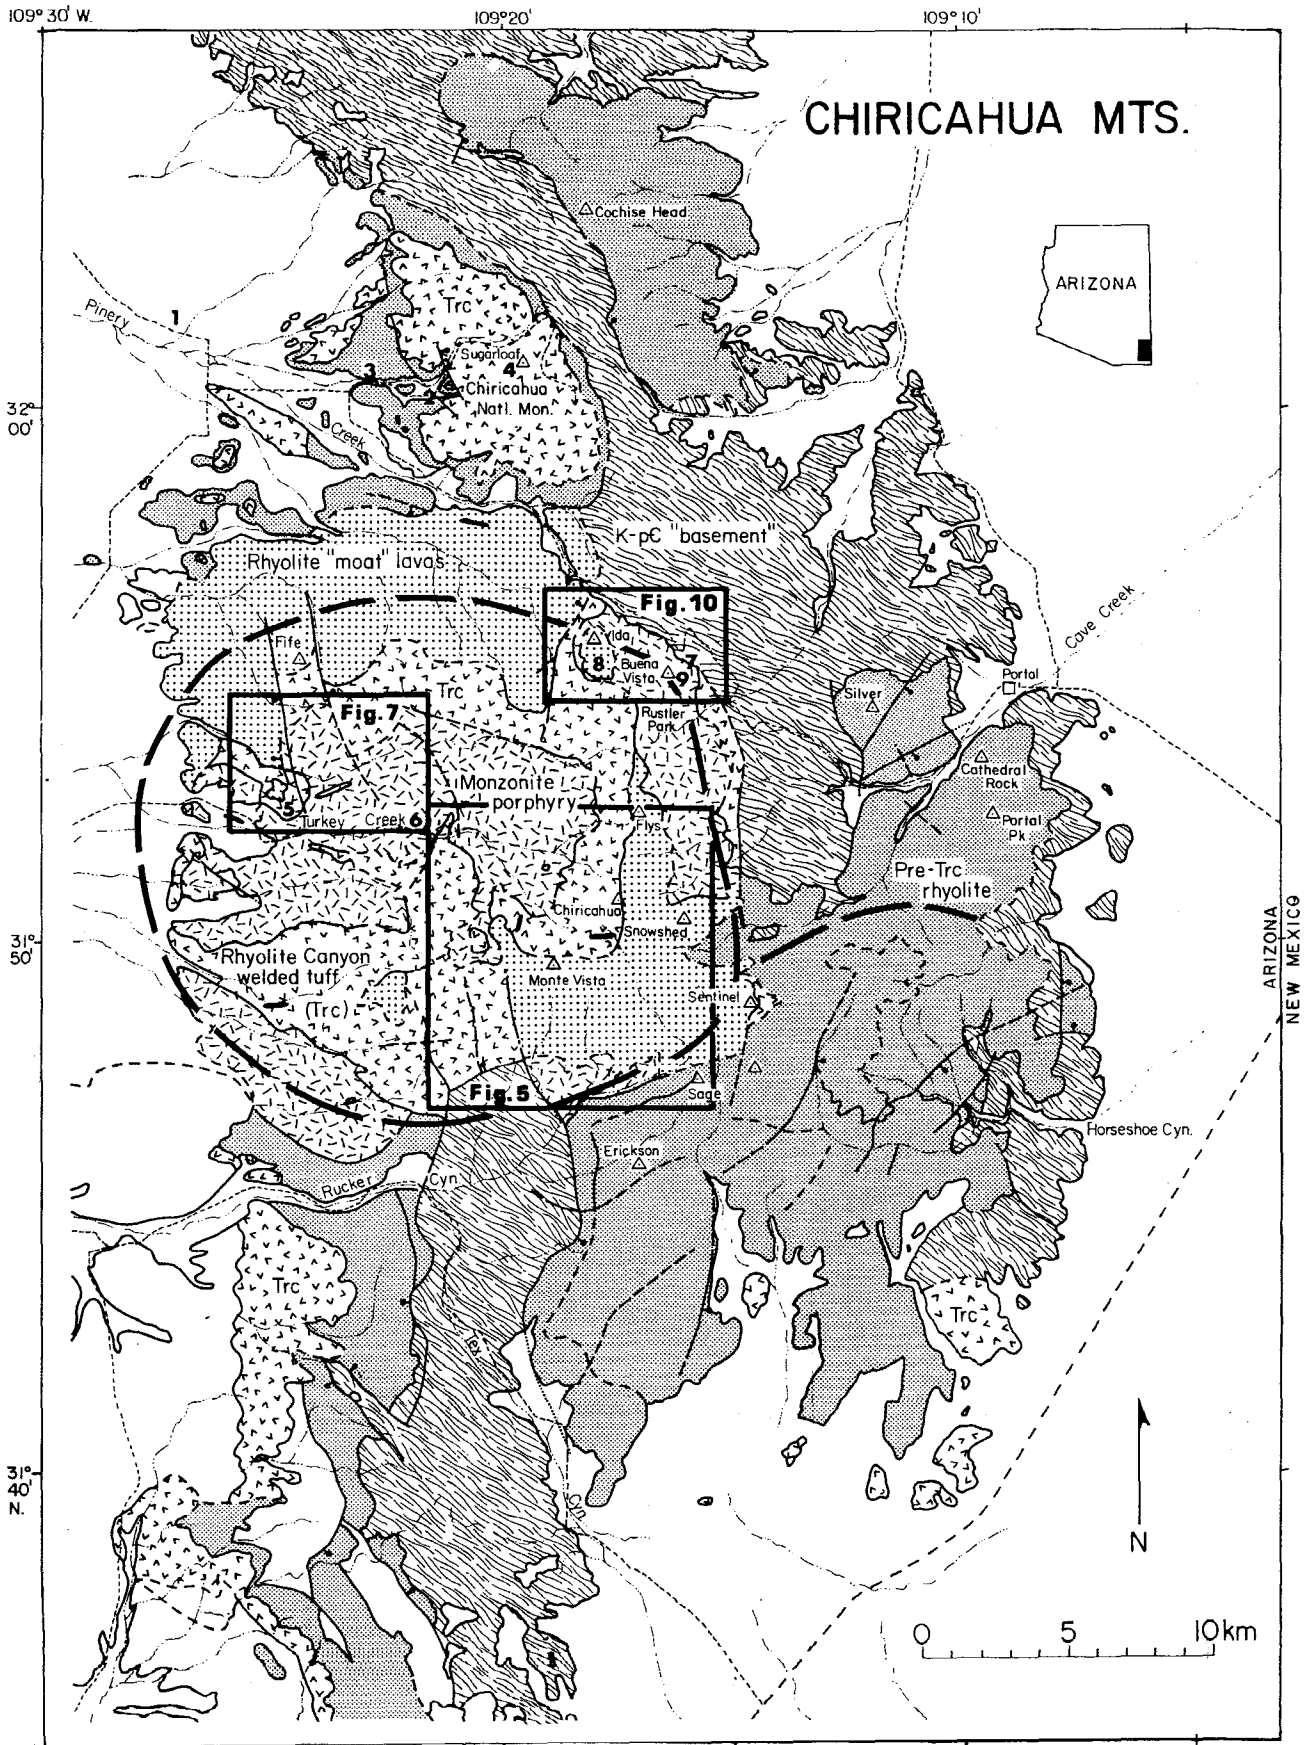 109° 30' W.
109°20'
109°10'
CHIRICAHUA MTS.
Cochise Head
ARIZONA
Trc
Pinery
1
Sugarloaf
4
3
2
Chiricahua
Natl. Mon.
32°
00'
Creek
K-p€ "basement"
Rhyolite "moat" lavas
Fig. 10
Cave Creek
Ida
Fife
8
Buena
Vista
7
9
Portal
Trc
Silver
Fig. 7
Rustler
Park
Cathedral
Rock
Monzonite
porphyry
5
Turkey Creek 6
Flys
Portal
Pk
Pre-Trc
rhyolite
Chiricahua
Snowshed
31°
50'
Rhyolite Canyon
welded tuff
(Trc)
Monte Vista
Sentinel
ARIZONA
NEW MEXICO
Fig. 5
Sage
Horseshoe Cyn.
Erickson
Rucker Cyn.
Trc
Trc
Tex
Cyn.
31°
40'
N.
N
0 5 10km